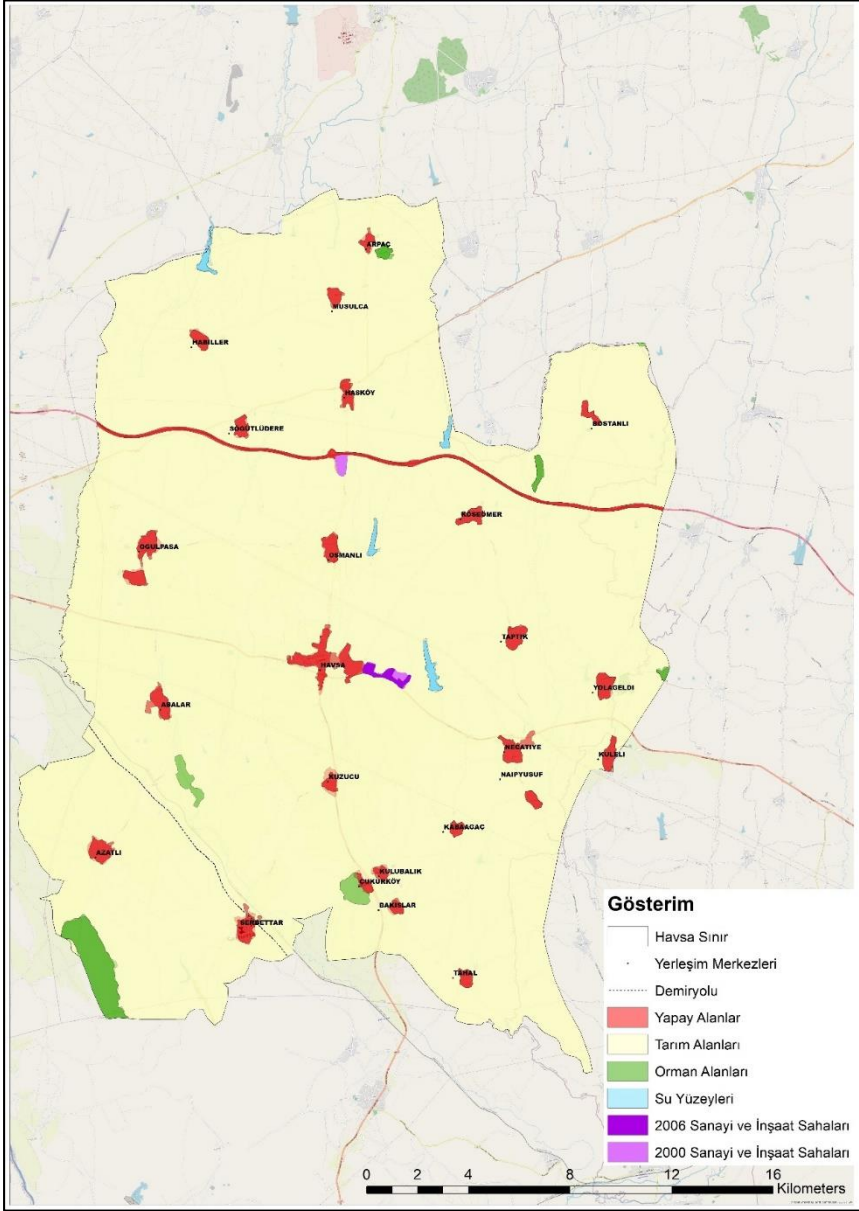 ARPAÇ
MUSULCA
HABİLLER
HASKÖY
BOSTANLI
SÖĞÜTLÜDERE
KÖSEÖMER
OĞULPAŞA
OSMANLI
TAPTIK
HAVSA
YOLAGELDİ
ABALAR
NECATİYE
KULELİ
NAİPYUSUF
KUZUCU
KABAAĞAÇ
AZATLI
KULUBALIK
ÇUKURKÖY
BAKIŞLAR
ŞERBETTAR
TAHAL
Gösterim
Havsa Sınır
Yerleşim Merkezleri
Demiryolu
Yapay Alanlar
Tarım Alanları
Orman Alanları
Su Yüzeyleri
2006 Sanayi ve İnşaat Sahaları
2000 Sanayi ve İnşaat Sahaları
0 4 8 12 16
Kilometers